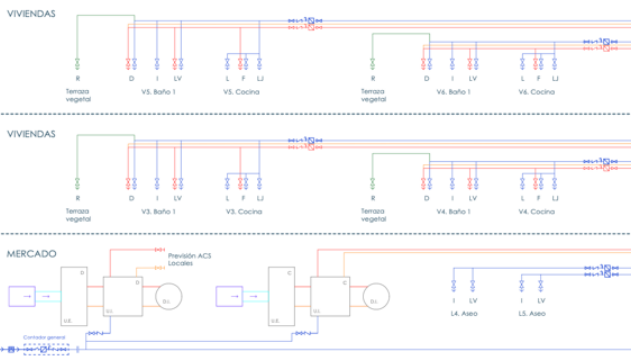 VIVIENDAS
R D I LV L F LJ
Terraza vegetal
V5. Baño 1
V5. Cocina
R D I LV L F LJ
Terraza vegetal
V6. Baño 1
V6. Cocina
VIVIENDAS
R D I LV L F LJ
Terraza vegetal
V3. Baño 1
V3. Cocina
R D I LV L F LJ
Terraza vegetal
V4. Baño 1
V4. Cocina
MERCADO
Previsión ACS
Locales
I LV
L4. Aseo
I LV
L5. Aseo
Contador general